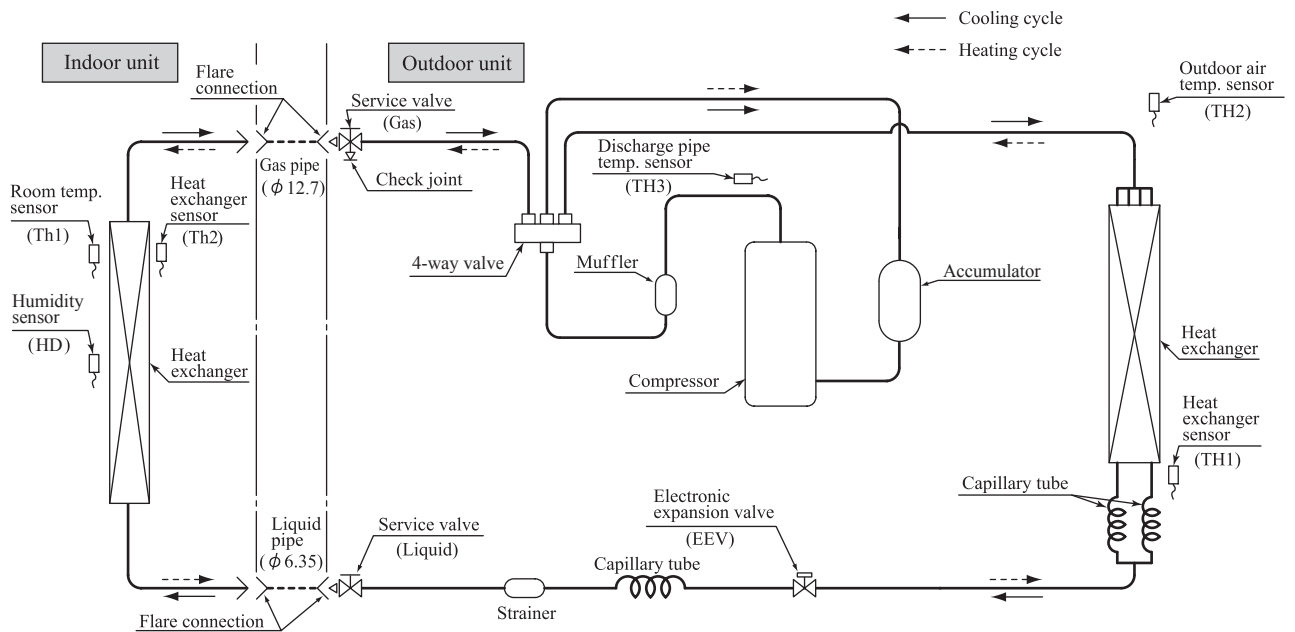 Cooling cycle
Heating cycle
Indoor unit
Outdoor unit
Flare
connection
Service valve
(Gas)
Outdoor air
temp. sensor
(TH2)
Discharge pipe
temp. sensor
(TH3)
Gas pipe
(ϕ 12.7)
Check joint
Room temp.
sensor
(Th1)
Heat
exchanger
sensor
(Th2)
4-way valve
Muffler
Accumulator
Humidity
sensor
(HD)
Heat
exchanger
Compressor
Heat
exchanger
Heat
exchanger
sensor
(TH1)
Capillary tube
Electronic
expansion valve
(EEV)
Liquid
pipe
(ϕ 6.35)
Service valve
(Liquid)
Capillary tube
Strainer
Flare connection